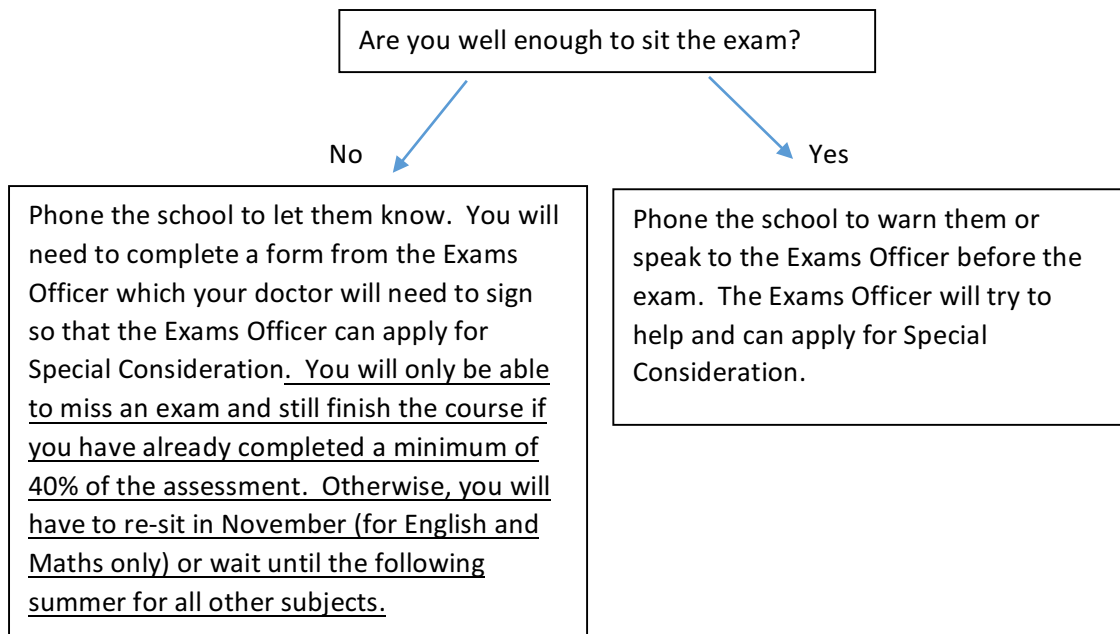 Are you well enough to sit the exam?
No
Yes
Phone the school to let them know.  You will
need to complete a form from the Exams
Officer which your doctor will need to sign
so that the Exams Officer can apply for
Special Consideration.  You will only be able
to miss an exam and still finish the course if
you have already completed a minimum of
40% of the assessment.  Otherwise, you will
have to re-sit in November (for English and
Maths only) or wait until the following
summer for all other subjects.
Phone the school to warn them or
speak to the Exams Officer before the
exam.  The Exams Officer will try to
help and can apply for Special
Consideration.